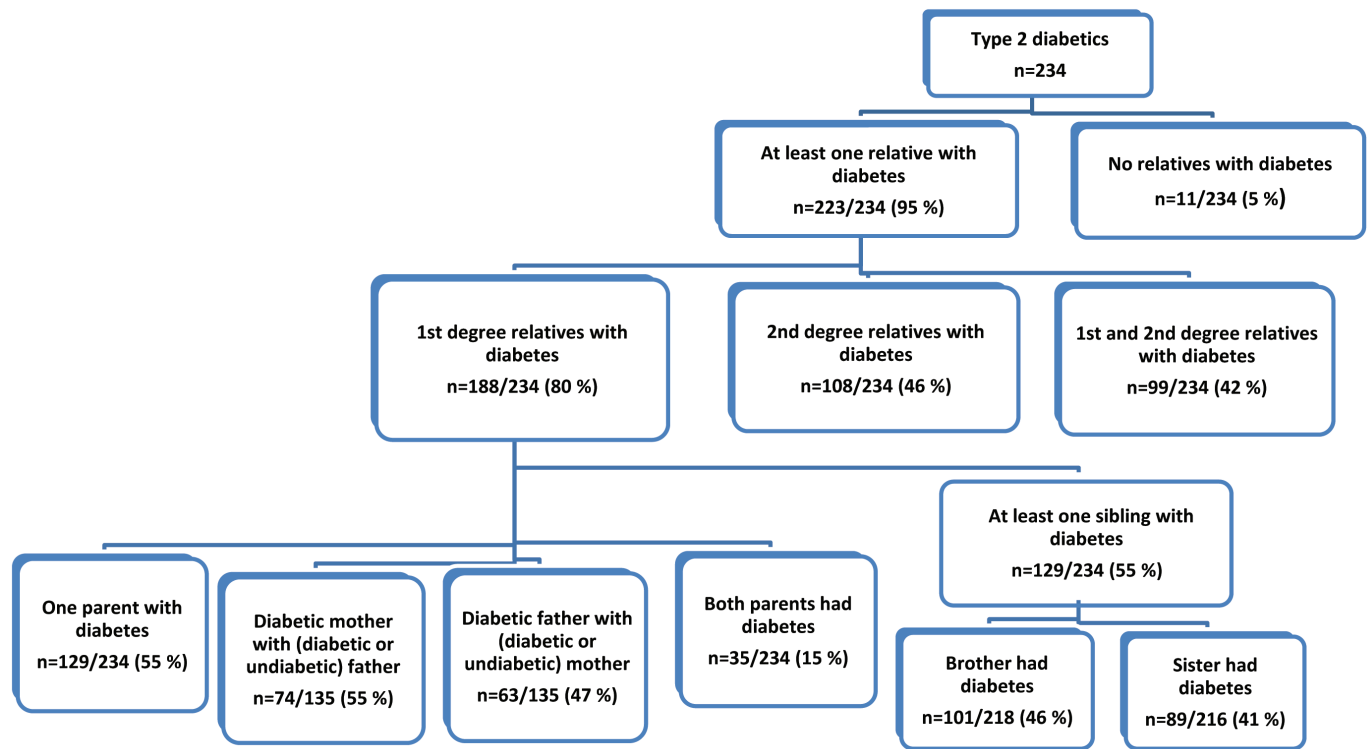 Type 2 diabetics
n=234
At least one relative with
diabetes
n=223/234 (95 %)
No relatives with diabetes
n=11/234 (5 %)
1st degree relatives with
diabetes
n=188/234 (80 %)
2nd degree relatives with
diabetes
n=108/234 (46 %)
1st and 2nd degree relatives
with diabetes
n=99/234 (42 %)
At least one sibling with
diabetes
n=129/234 (55 %)
One parent with
diabetes
n=129/234 (55 %)
Diabetic mother
with (diabetic or
undiabetic) father
n=74/135 (55 %)
Diabetic father with
(diabetic or
undiabetic) mother
n=63/135 (47 %)
Both parents had
diabetes
n=35/234 (15 %)
Brother had
diabetes
n=101/218 (46 %)
Sister had
diabetes
n=89/216 (41 %)